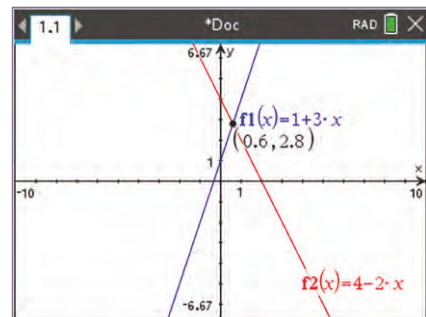 1.1 *Doc RAD
6.67 y
f1(x)=1+3·x
(0.6, 2.8)
1
x
-10 1 10
f2(x)=4-2·x
-6.67